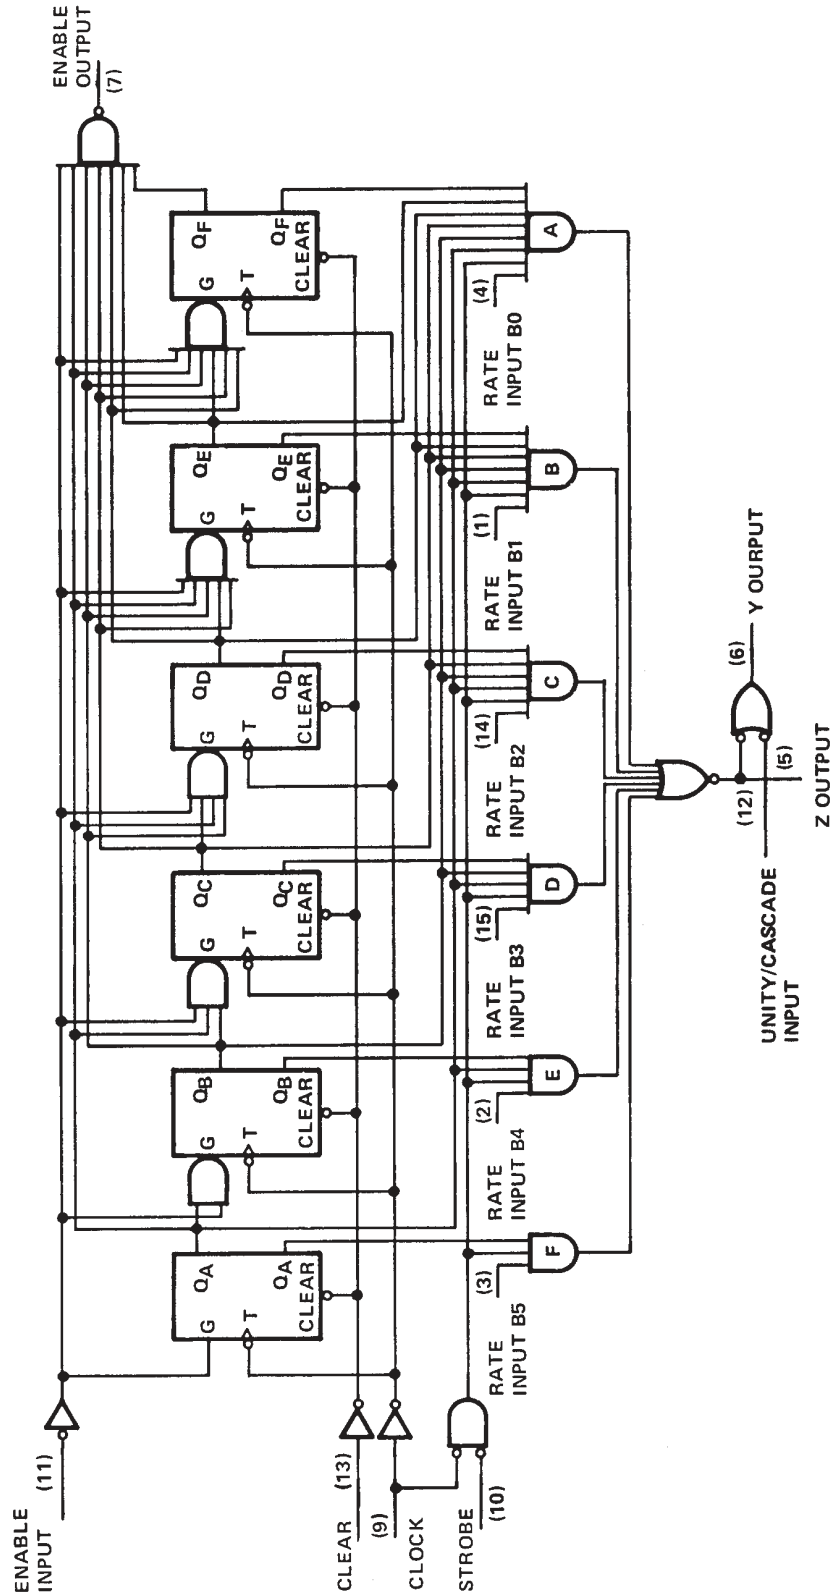 ENABLE
INPUT
(11)
ENABLE
OUTPUT
(7)
G
QA
T
QA
CLEAR
G
QB
T
QB
CLEAR
G
QC
T
QC
CLEAR
G
QD
T
QD
CLEAR
G
QE
T
QE
CLEAR
G
QF
T
QF
CLEAR
CLEAR
(13)
(9)
CLOCK
STROBE
(10)
RATE
INPUT B5
(3)
F
RATE
INPUT B4
(2)
E
RATE
INPUT B3
(15)
D
RATE
INPUT B2
(14)
C
RATE
INPUT B1
(1)
B
RATE
INPUT B0
(4)
A
UNITY/CASCADE
INPUT
(12)
(5)
Z OUTPUT
(6)
Y OURPUT